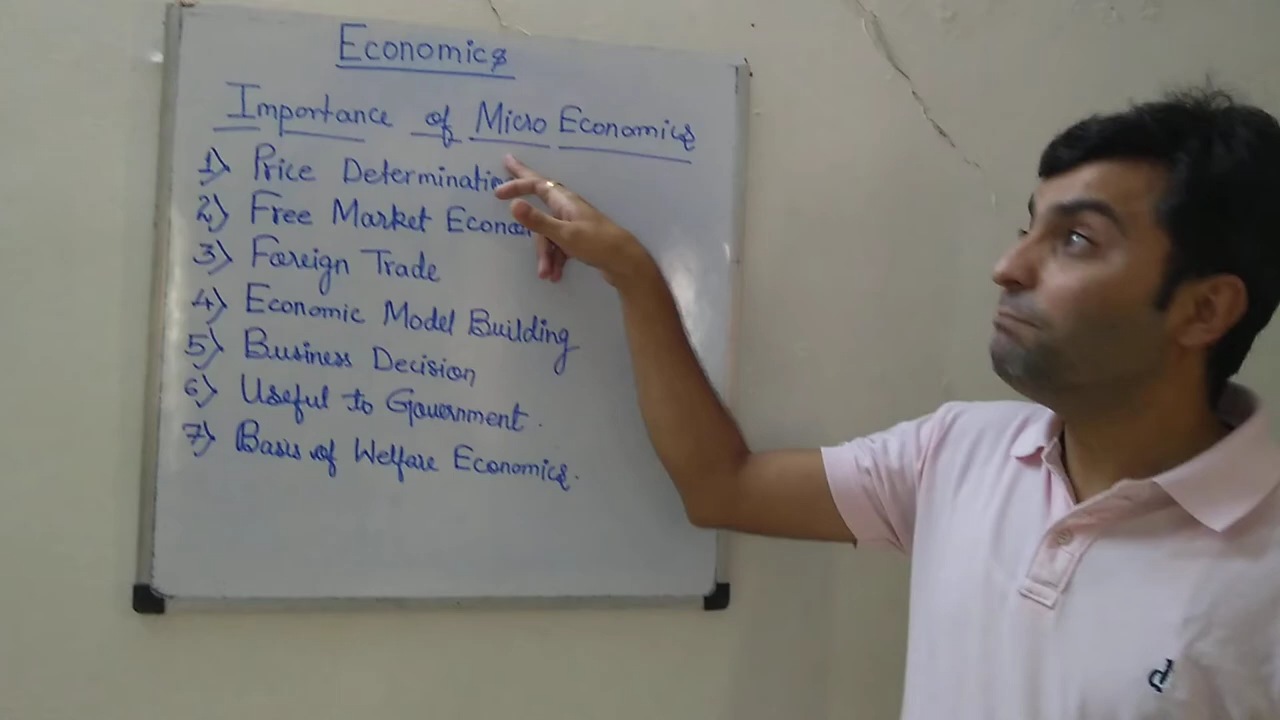 Economics
Importance of Micro Economics
1) Price Determination
2) Free Market Econo
3) Foreign Trade
4) Economic Model Building
5) Business Decision
6) Useful to Government.
7) Basis of Welfare Economics.